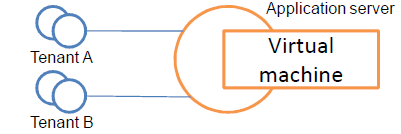 Application server
Tenant A
Virtual
machine
Tenant B